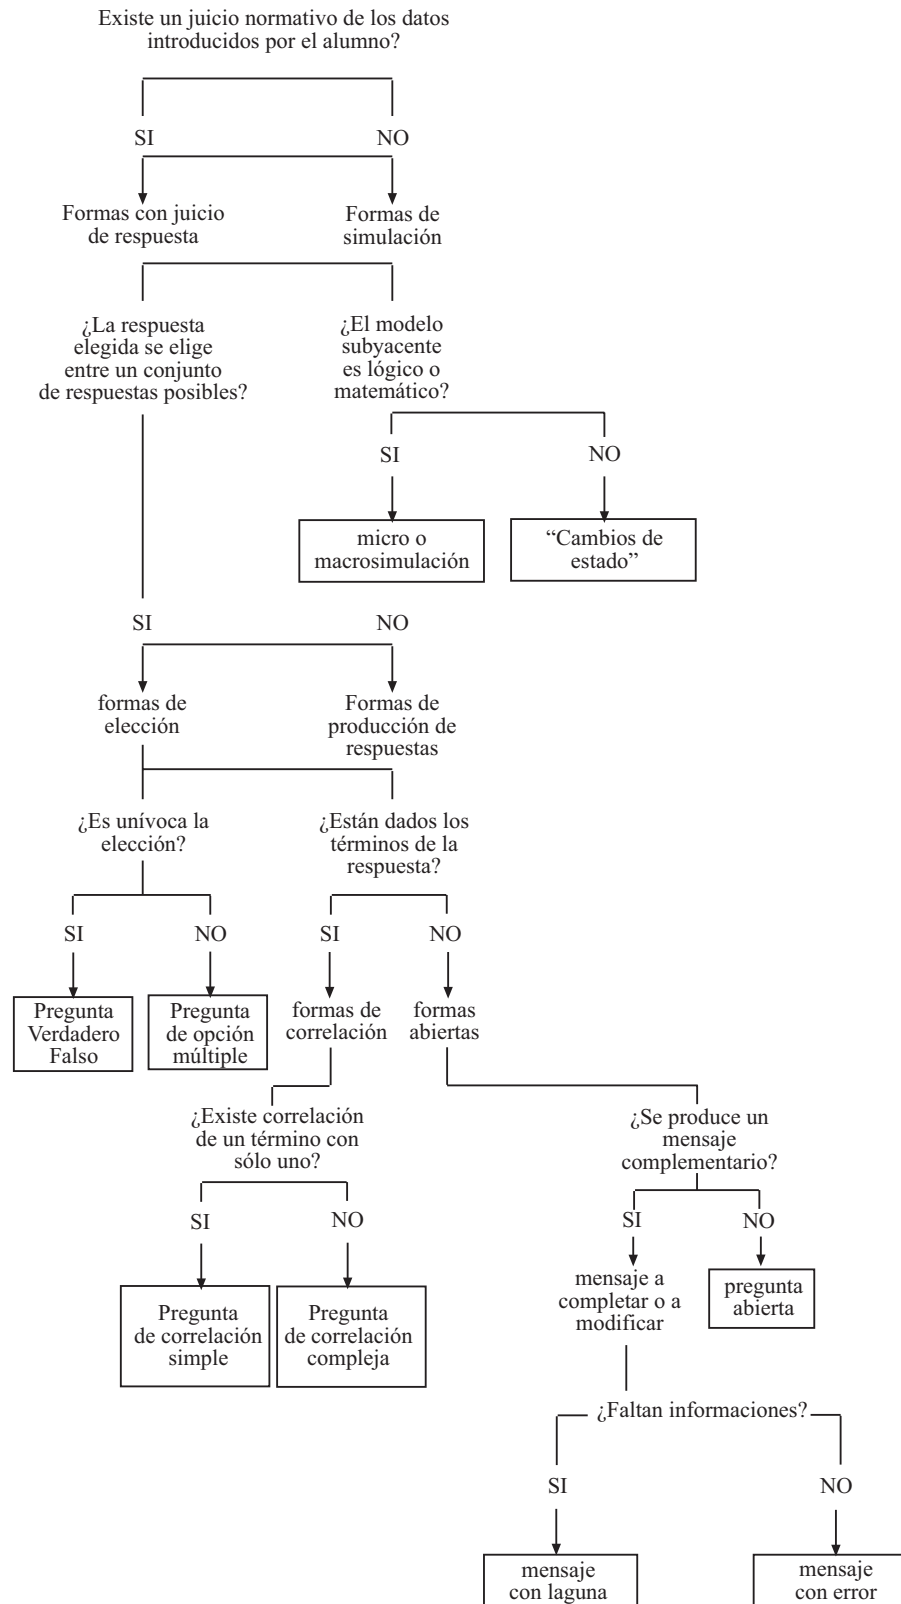 Existe un juicio normativo de los datos
introducidos por el alumno?
SI
NO
Formas con juicio
de respuesta
Formas de
simulación
¿La respuesta
elegida se elige
entre un conjunto
de respuestas posibles?
¿El modelo
subyacente
es lógico o
matemático?
SI
NO
micro o
macrosimulación
“Cambios de
estado”
SI
NO
formas de
elección
Formas de
producción de
respuestas
¿Es unívoca la
elección?
¿Están dados los
términos de la
respuesta?
SI
NO
SI
NO
Pregunta
Verdadero
Falso
Pregunta
de opción
múltiple
formas de
correlación
formas
abiertas
¿Existe correlación
de un término con
sólo uno?
¿Se produce un
mensaje
complementario?
SI
NO
SI
NO
Pregunta
de correlación
simple
Pregunta
de correlación
compleja
mensaje a
completar o a
modificar
pregunta
abierta
¿Faltan informaciones?
SI
NO
mensaje
con laguna
mensaje
con error